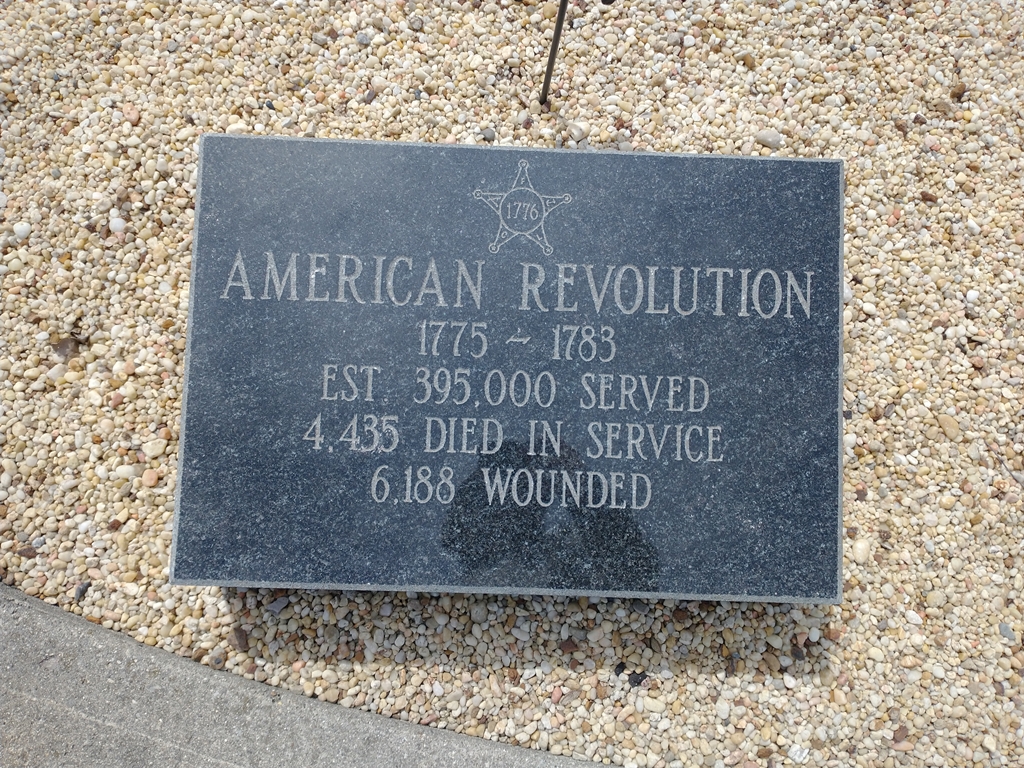 1776
AMERICAN REVOLUTION
1775 ~ 1783
EST 395,000 SERVED
4,435 DIED IN SERVICE
6,188 WOUNDED